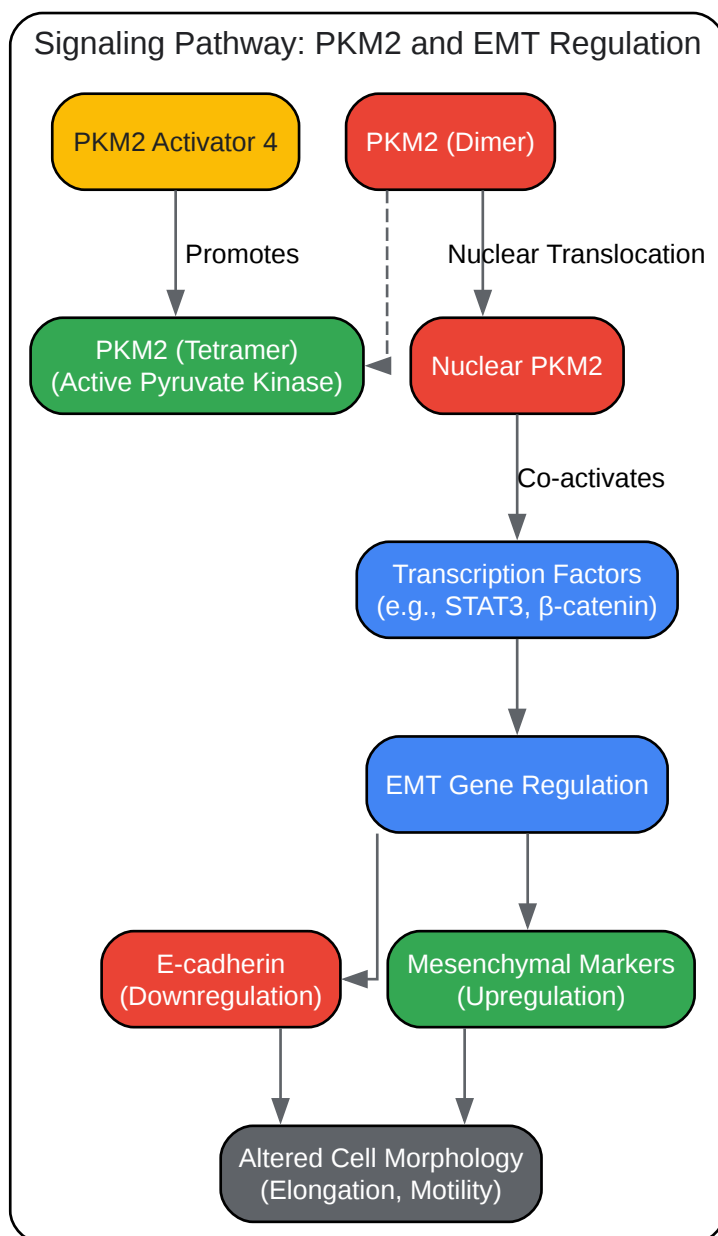 Signaling Pathway: PKM2 and EMT Regulation
PKM2 Activator 4
PKM2 (Dimer)
Promotes
Nuclear Translocation
PKM2 (Tetramer)
(Active Pyruvate Kinase)
Nuclear PKM2
Co-activates
Transcription Factors
(e.g., STAT3, β-catenin)
EMT Gene Regulation
E-cadherin
(Downregulation)
Mesenchymal Markers
(Upregulation)
Altered Cell Morphology
(Elongation, Motility)